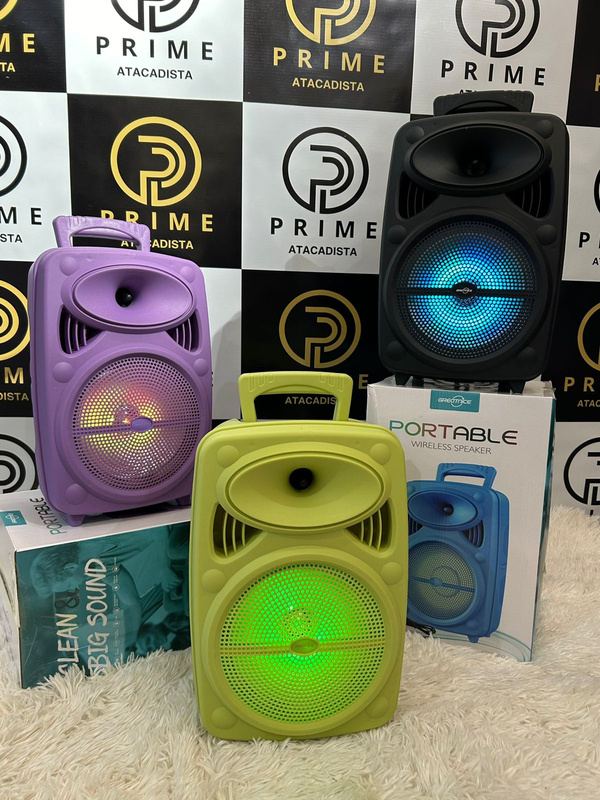 PRIME
ATACADISTA
PRIME
ATACADISTA
PRIME
ATACADISTA
PRIME
ATACADISTA
PRIME
ATACADISTA
PRIME
ATACADISTA
GREATNICE
PORTABLE
WIRELESS SPEAKER
PORTABLE
CLEAN &
BIG SOUND